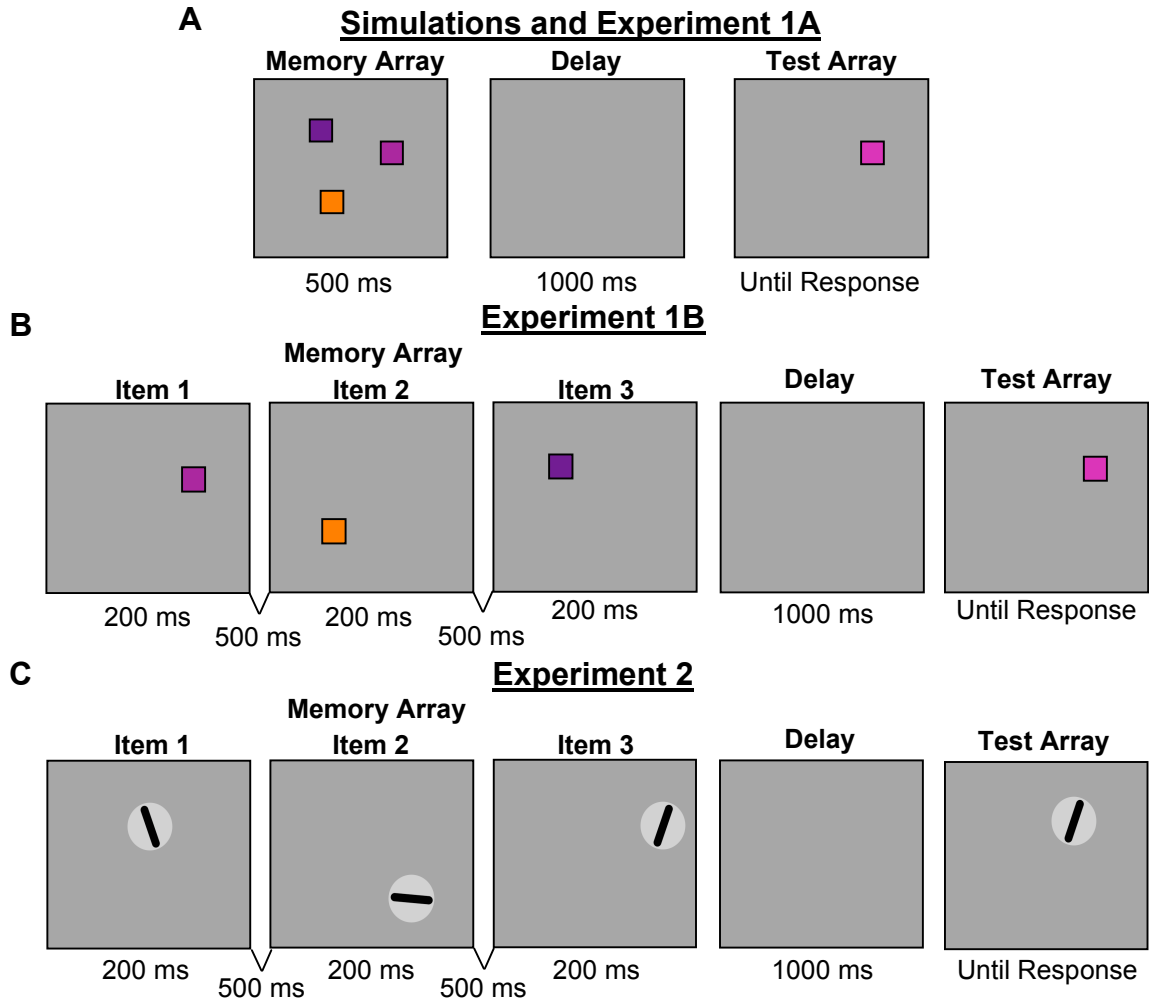 A
Simulations and Experiment 1A
Memory Array Delay Test Array
500 ms 1000 ms Until Response
B
Experiment 1B
Memory Array
Item 1 Item 2 Item 3 Delay Test Array
200 ms 200 ms 200 ms 1000 ms Until Response
500 ms 500 ms
C
Experiment 2
Memory Array
Item 1 Item 2 Item 3 Delay Test Array
200 ms 200 ms 200 ms 1000 ms Until Response
500 ms 500 ms